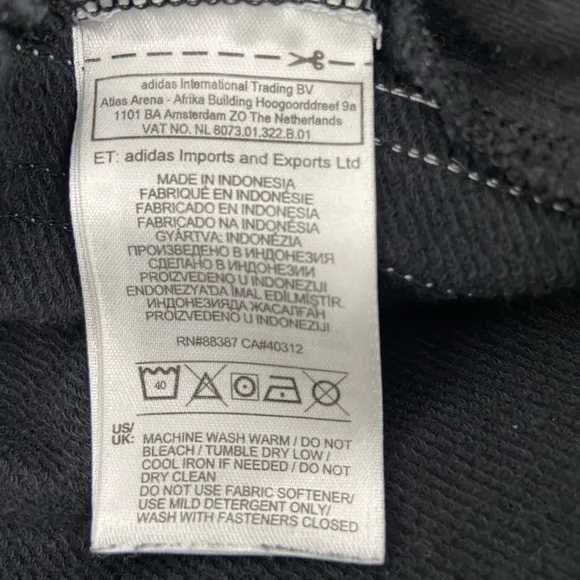 adidas International Trading BV
Atlas Arena - Afrika Building Hoogoorddreef 9a
1101 BA Amsterdam ZO The Netherlands
VAT NO. NL 8073.01.322.B.01
ET: adidas Imports and Exports Ltd
MADE IN INDONESIA
FABRIQUÉ EN INDONÉSIE
FABRICADO EN INDONESIA
FABRICADO NA INDONÉSIA
GYÁRTVA: INDONÉZIA
ПРОИЗВЕДЕНО В ИНДОНЕЗИЯ
СДЕЛАНО В ИНДОНЕЗИИ
PROIZVEDENO U INDONEZIJI
ENDONEZYA'DA İMAL EDİLMİŞTİR.
ИНДОНЕЗИЯДА ЖАСАЛҒАН
PROIZVEDENO U INDONEZIJI
RN#88387 CA#40312
40
US/
UK: MACHINE WASH WARM / DO NOT
BLEACH / TUMBLE DRY LOW /
COOL IRON IF NEEDED / DO NOT
DRY CLEAN
DO NOT USE FABRIC SOFTENER/
USE MILD DETERGENT ONLY/
WASH WITH FASTENERS CLOSED